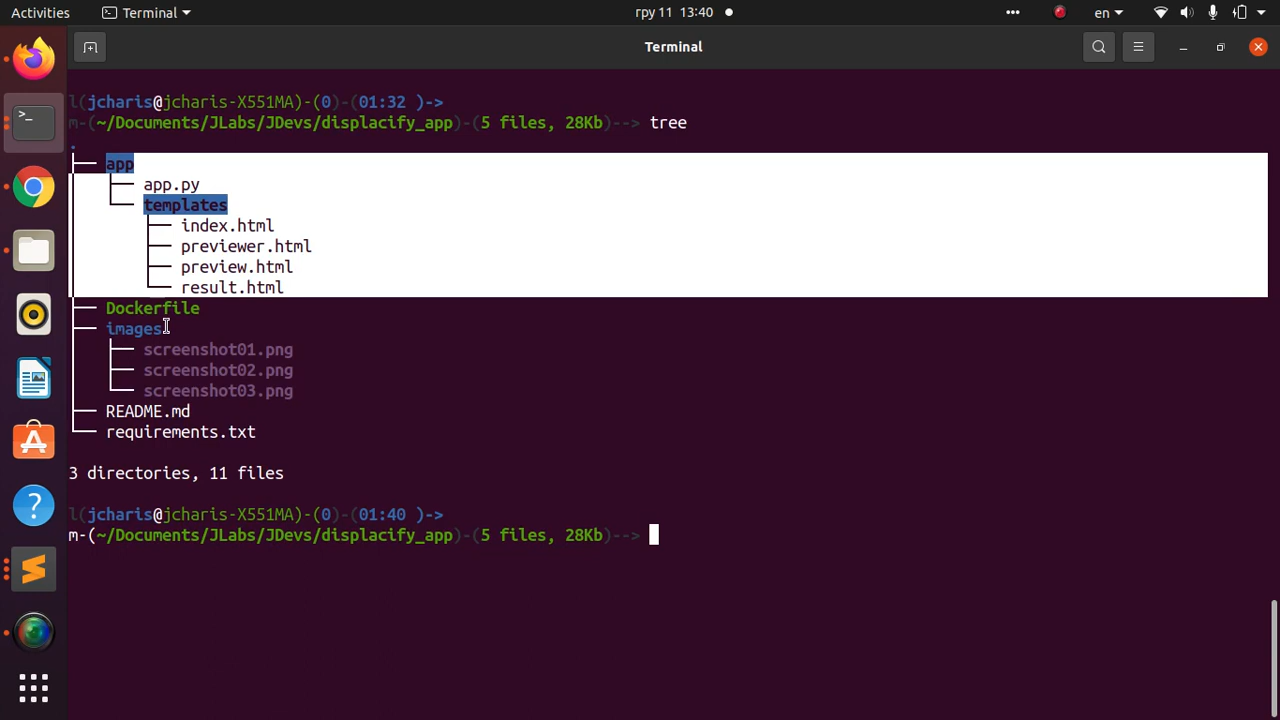 Activities Terminal гру 11 13:40 en
Terminal
l(jcharis@jcharis-X551MA)-(0)-(01:32 )->
m-(~/Documents/JLabs/JDevs/displacify_app)-(5 files, 28Kb)--> tree
.
├── app
│   ├── app.py
│   └── templates
│       ├── index.html
│       ├── previewer.html
│       ├── preview.html
│       └── result.html
├── Dockerfile
├── images
│   ├── screenshot01.png
│   ├── screenshot02.png
│   └── screenshot03.png
├── README.md
└── requirements.txt
3 directories, 11 files
l(jcharis@jcharis-X551MA)-(0)-(01:40 )->
m-(~/Documents/JLabs/JDevs/displacify_app)-(5 files, 28Kb)-->